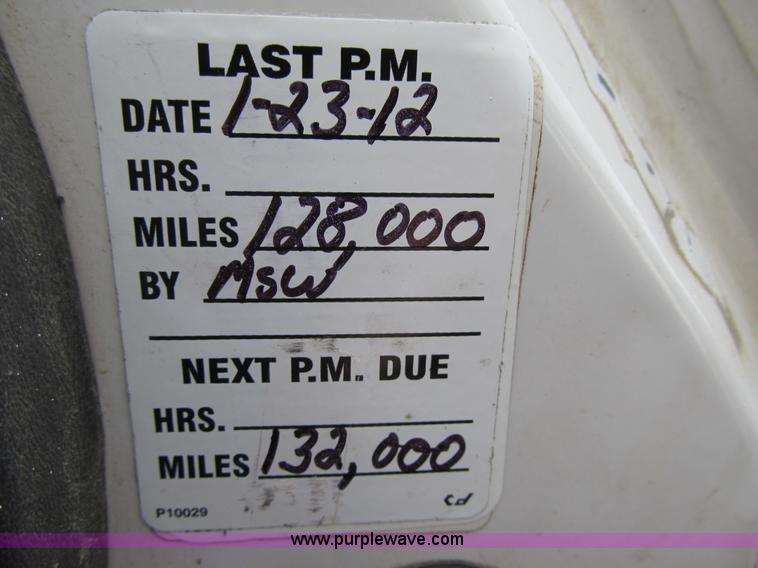 LAST P.M.
DATE 1-23-12
HRS.
MILES 128,000
BY MSW
NEXT P.M. DUE
HRS.
MILES 132,000
P10029 cd
www.purplewave.com